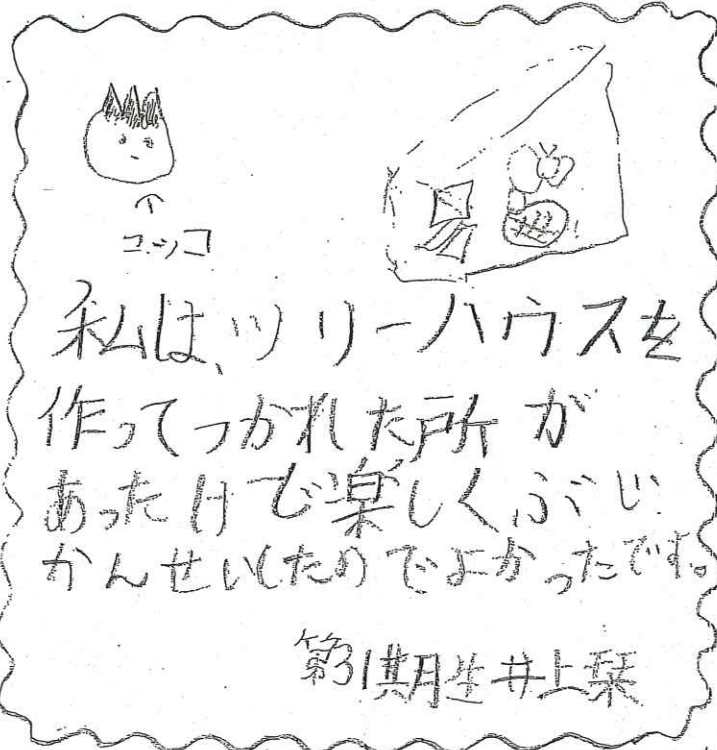 コッシコ
私は、ツリーハウスを
作ってつかれた所が
あったけど楽しく、ぶじ
かんせいしたのでよかったです。
第31期生井上栞